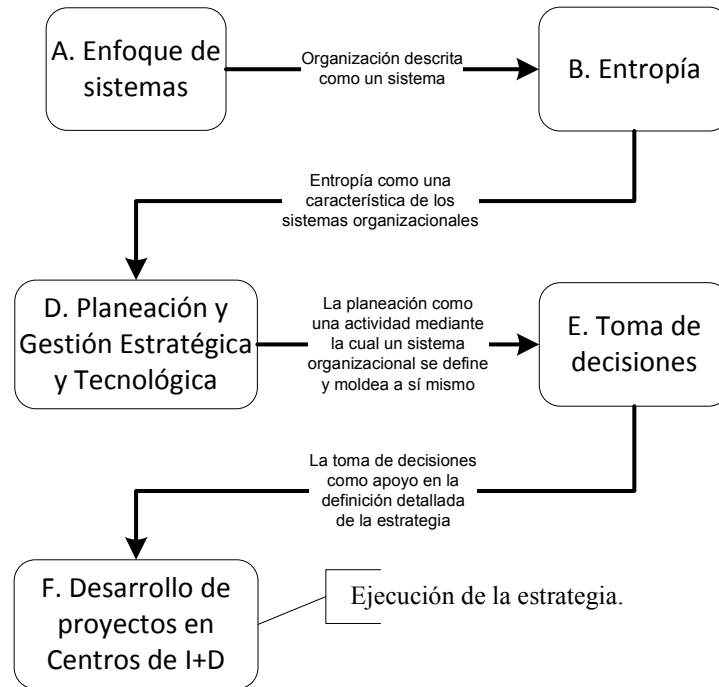 A. Enfoque de
sistemas
Organización descrita
como un sistema
B. Entropía
Entropía como una
característica de los
sistemas organizacionales
D. Planeación y
Gestión Estratégica
y Tecnológica
La planeación como
una actividad mediante
la cual un sistema
organizacional se define
y moldea a sí mismo
E. Toma de
decisiones
La toma de decisiones
como apoyo en la
definición detallada
de la estrategia
F. Desarrollo de
proyectos en
Centros de I+D
Ejecución de la estrategia.